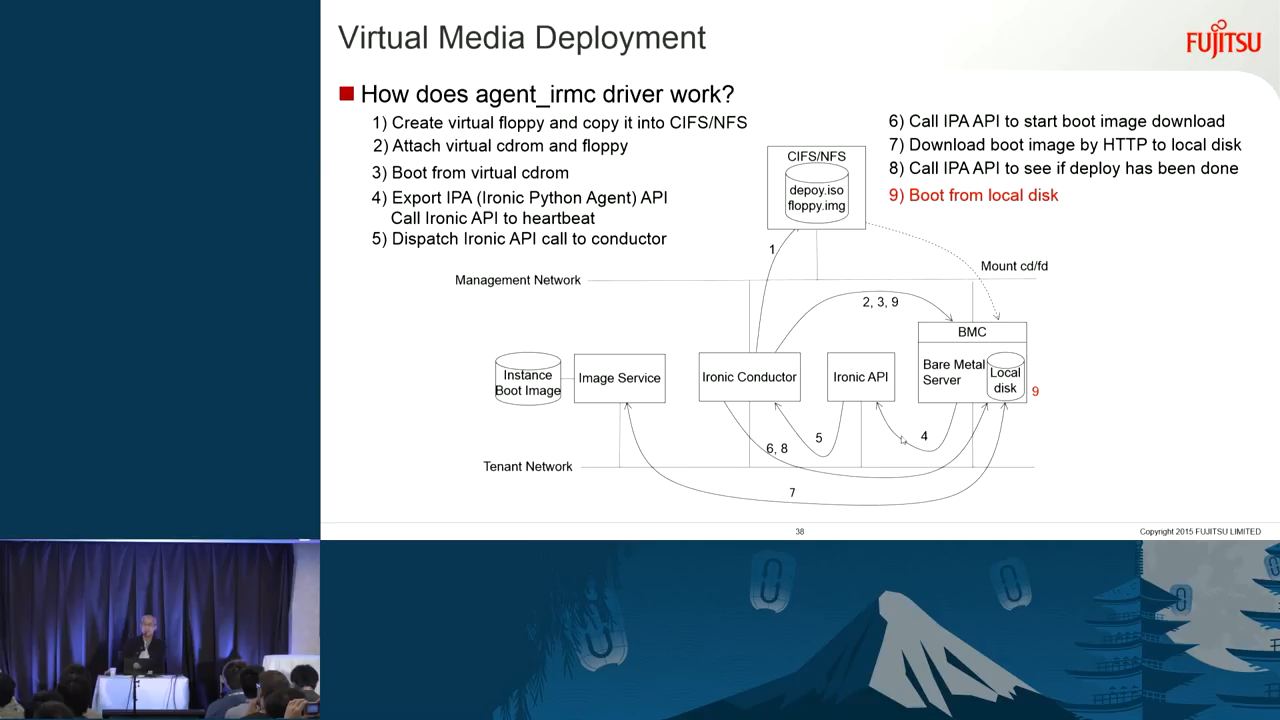 Virtual Media Deployment
FUJITSU
How does agent_irmc driver work?
1) Create virtual floppy and copy it into CIFS/NFS
2) Attach virtual cdrom and floppy
3) Boot from virtual cdrom
4) Export IPA (Ironic Python Agent) API
Call Ironic API to heartbeat
5) Dispatch Ironic API call to conductor
6) Call IPA API to start boot image download
7) Download boot image by HTTP to local disk
8) Call IPA API to see if deploy has been done
9) Boot from local disk
CIFS/NFS
depoy.iso
floppy.img
1
Mount cd/fd
Management Network
2, 3, 9
BMC
Instance
Boot Image
Image Service
Ironic Conductor
Ironic API
Bare Metal
Server
Local
disk
9
5
4
6, 8
Tenant Network
7
38
Copyright 2015 FUJITSU LIMITED